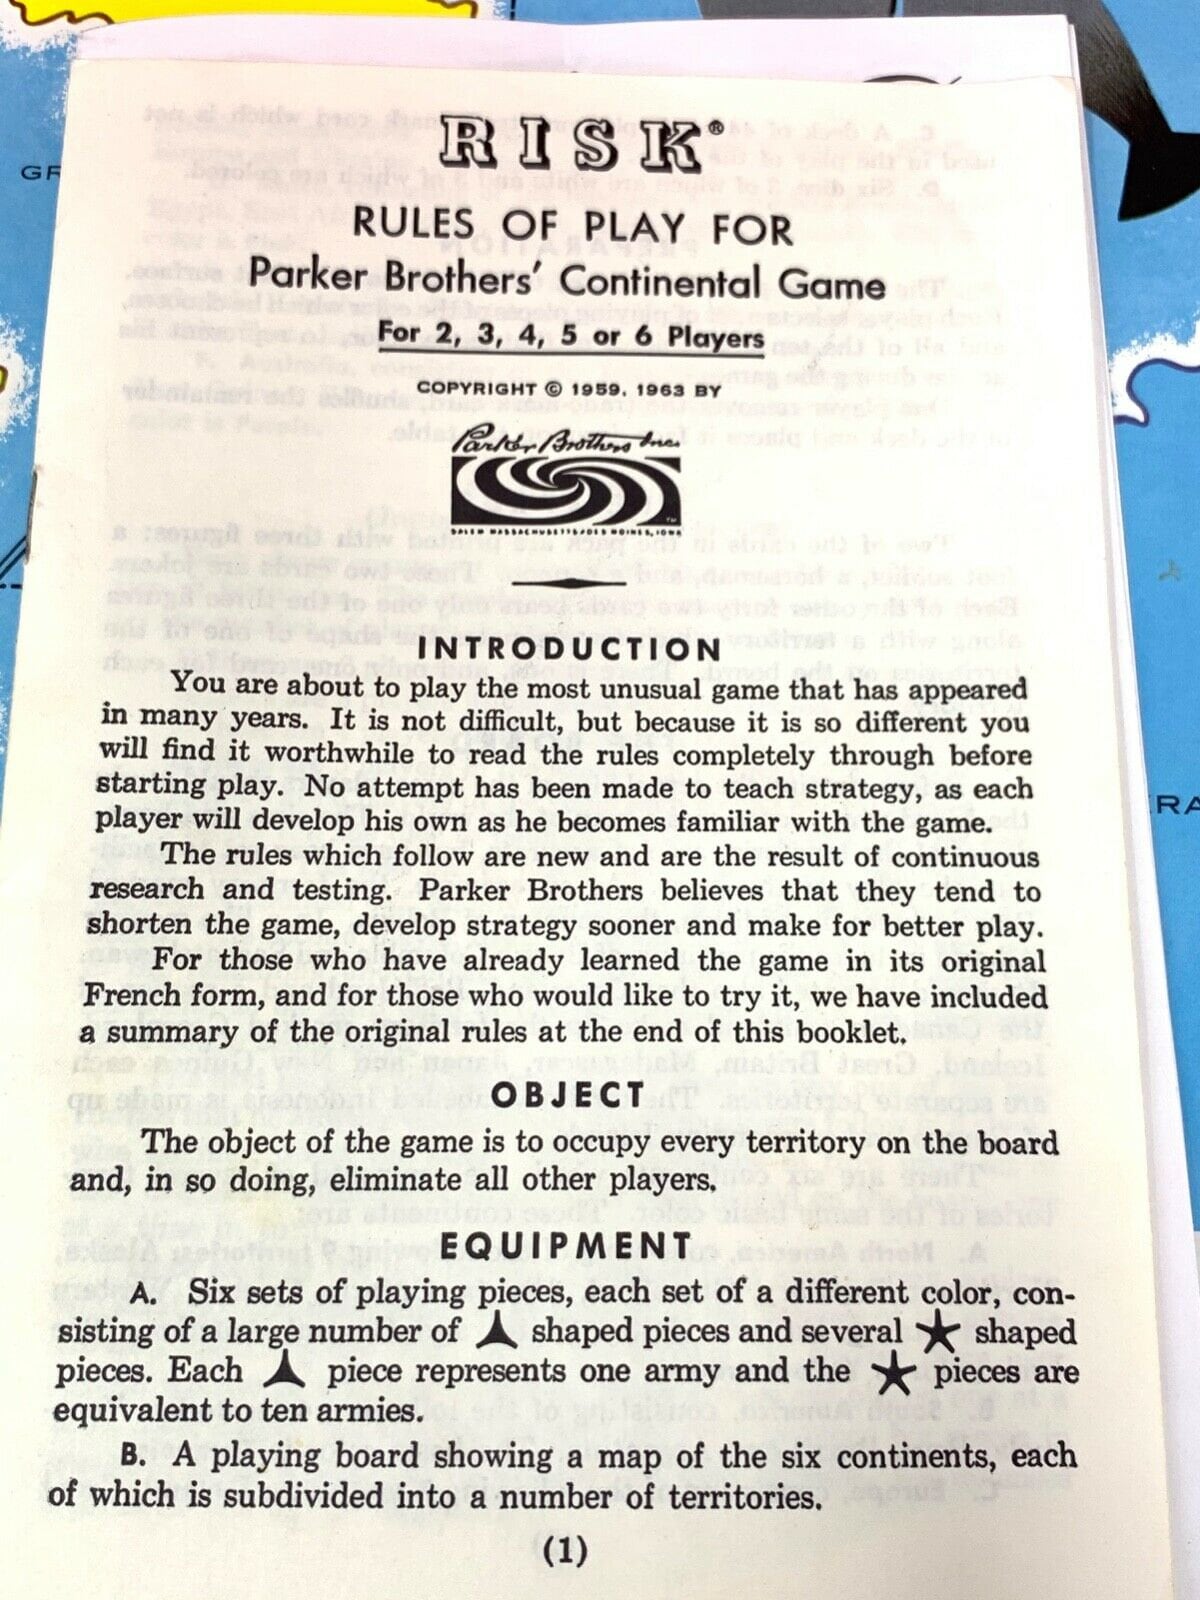 RISK®
RULES OF PLAY FOR
Parker Brothers' Continental Game
For 2, 3, 4, 5 or 6 Players
COPYRIGHT © 1959, 1963 BY
Parker Brothers Inc.
SALEM MASSACHUSETTS • DES MOINES, IOWA
INTRODUCTION
You are about to play the most unusual game that has appeared
in many years. It is not difficult, but because it is so different you
will find it worthwhile to read the rules completely through before
starting play. No attempt has been made to teach strategy, as each
player will develop his own as he becomes familiar with the game.
The rules which follow are new and are the result of continuous
research and testing. Parker Brothers believes that they tend to
shorten the game, develop strategy sooner and make for better play.
For those who have already learned the game in its original
French form, and for those who would like to try it, we have included
a summary of the original rules at the end of this booklet.
OBJECT
The object of the game is to occupy every territory on the board
and, in so doing, eliminate all other players.
EQUIPMENT
A. Six sets of playing pieces, each set of a different color, con-
sisting of a large number of shaped pieces and several ★ shaped
pieces. Each piece represents one army and the ★ pieces are
equivalent to ten armies.
B. A playing board showing a map of the six continents, each
of which is subdivided into a number of territories.
(1)
GR
RA